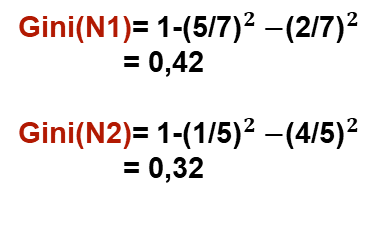 Gini(N1)= 1-(5/7)² −(2/7)²
= 0,42
Gini(N2)= 1-(1/5)² −(4/5)²
= 0,32